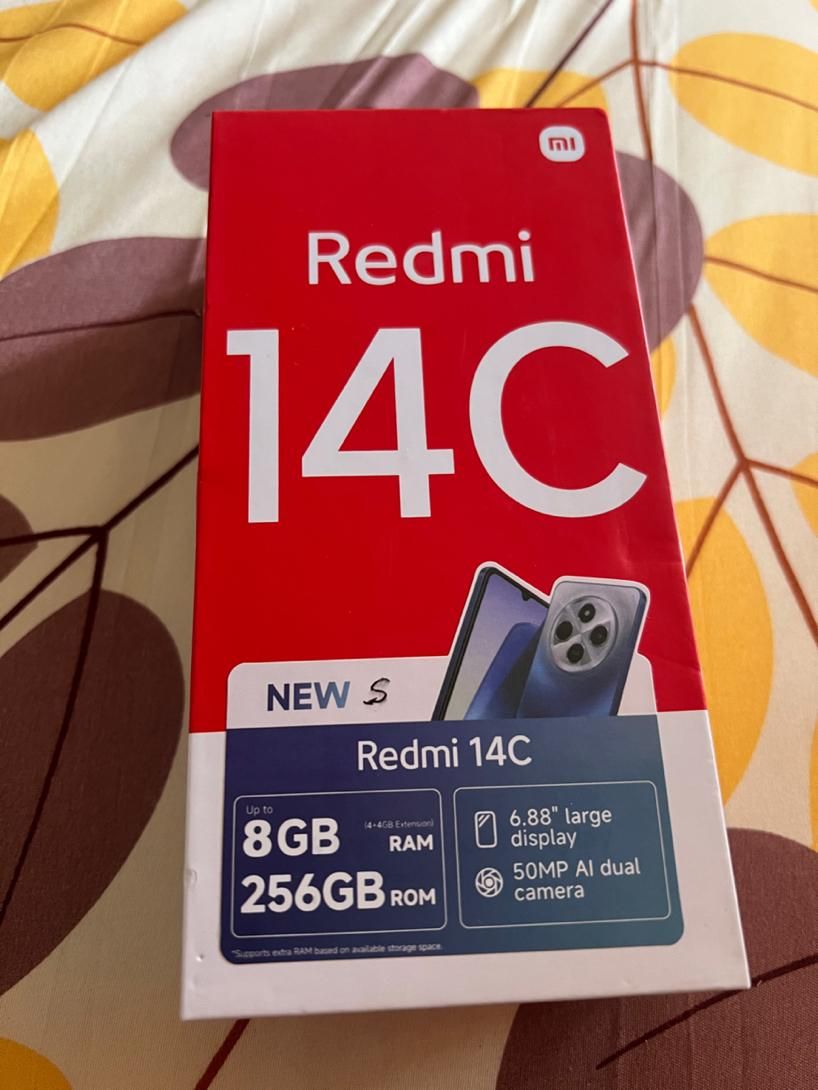 mi
Redmi
14C
NEW S
Redmi 14C
Up to
8GB (4+4GB Extension) RAM
256GB ROM
6.88" large
display
50MP AI dual
camera
*Supports extra RAM based on available storage space.